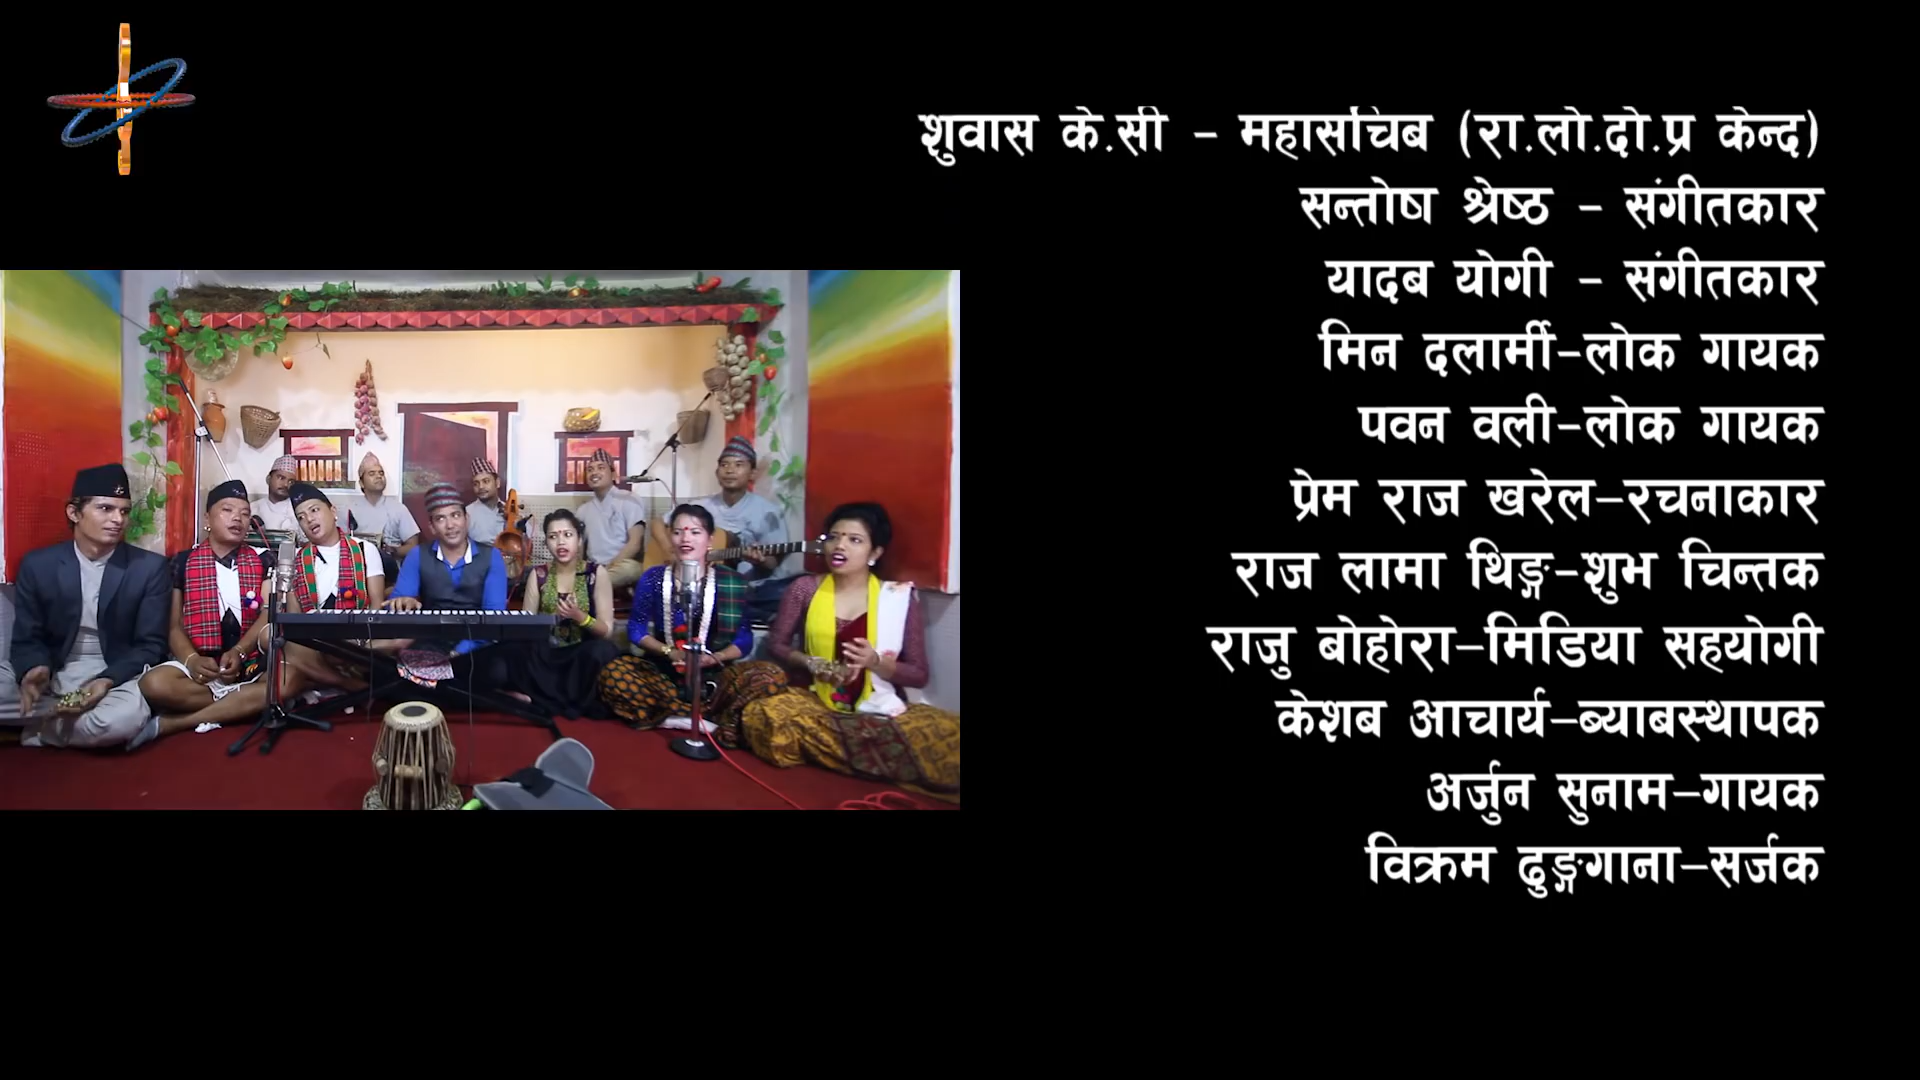 शुवास के.सी - महासचिब (रा.लो.दो.प्र केन्द)
सन्तोष श्रेष्ठ - संगीतकार
यादब योगी - संगीतकार
मिन दलार्मी-लोक गायक
पवन वली-लोक गायक
प्रेम राज खरेल-रचनाकार
राज लामा थिङ्ग-शुभ चिन्तक
राजु बोहोरा-मिडिया सहयोगी
केशब आचार्य-ब्याबस्थापक
अर्जुन सुनाम-गायक
विक्रम ढुङ्गगाना-सर्जक